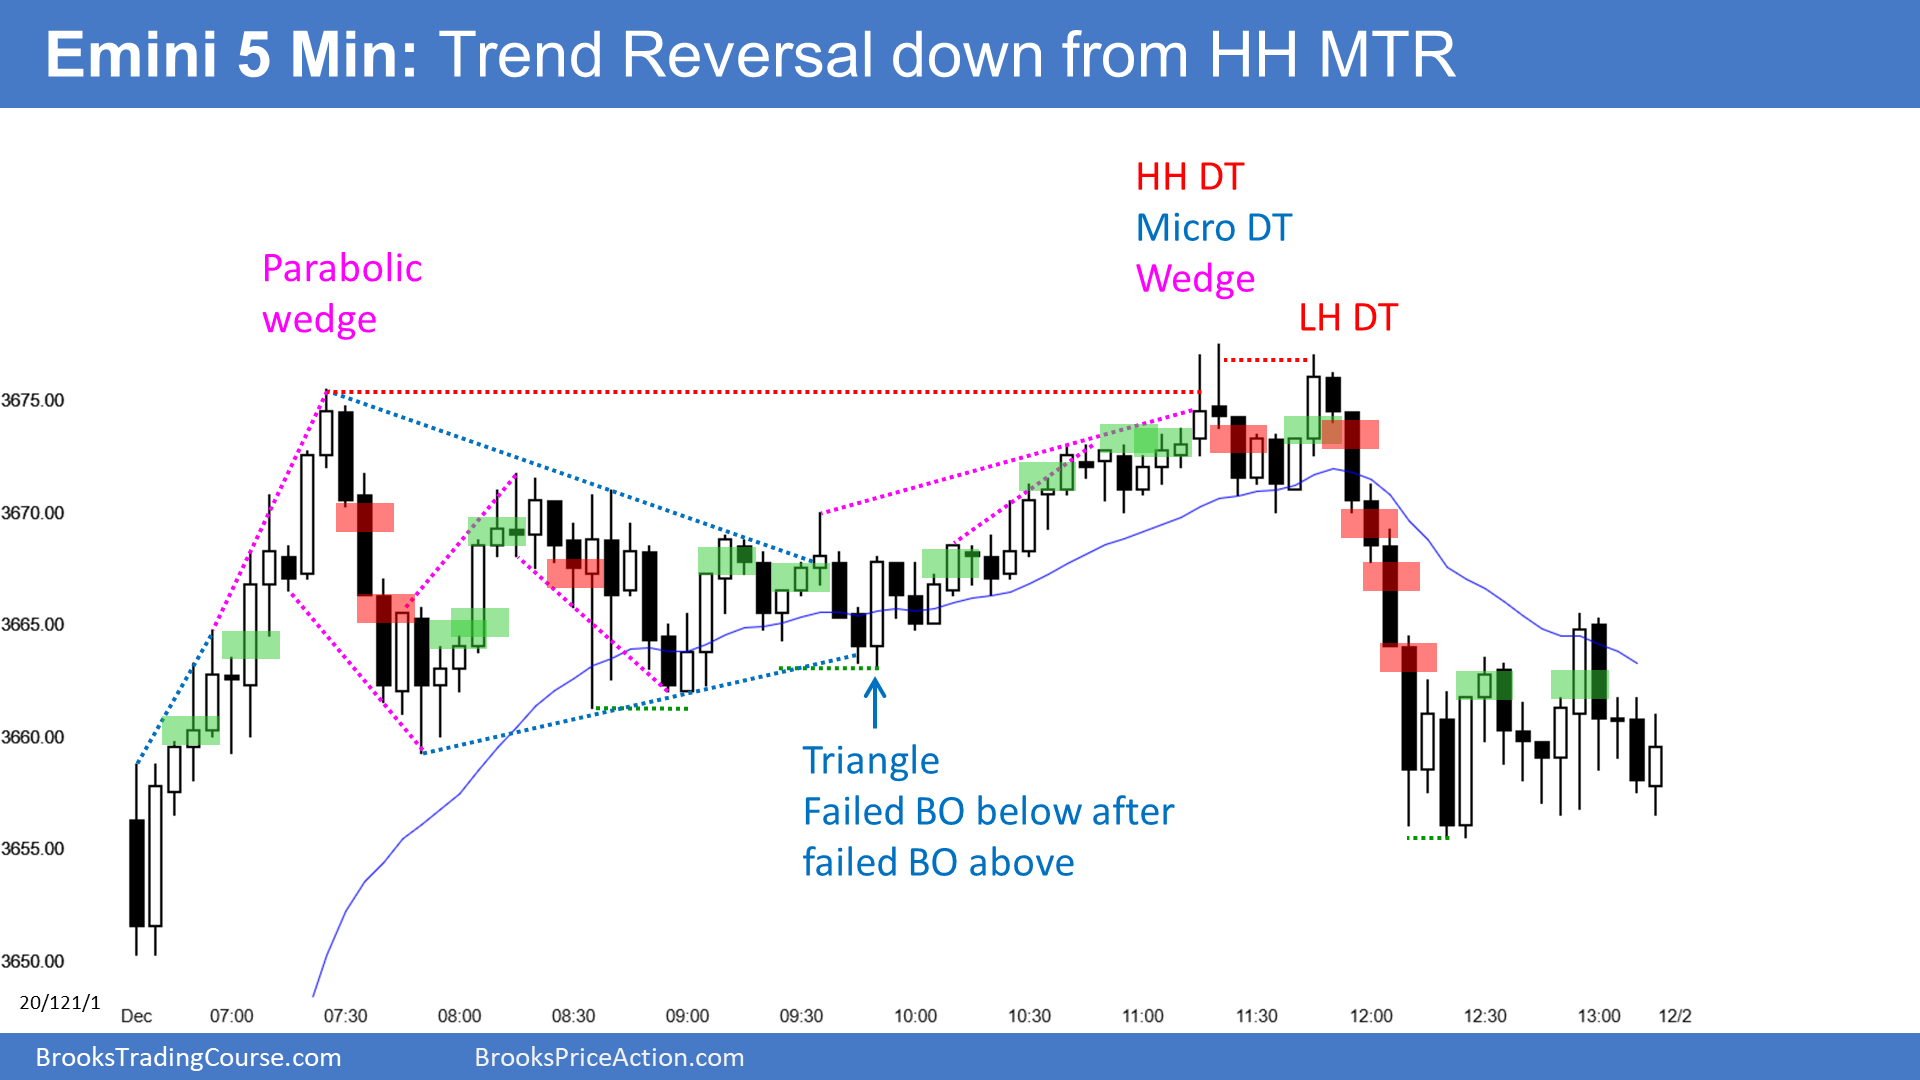 Emini 5 Min: Trend Reversal down from HH MTR
HH DT
Micro DT
Wedge
Parabolic
wedge
LH DT
3675.00
3670.00
3665.00
3660.00
3655.00
3650.00
Triangle
Failed BO below after
failed BO above
20/121/1
Dec 07:00 07:30 08:00 08:30 09:00 09:30 10:00 10:30 11:00 11:30 12:00 12:30 13:00 12/2
BrooksTradingCourse.com BrooksPriceAction.com